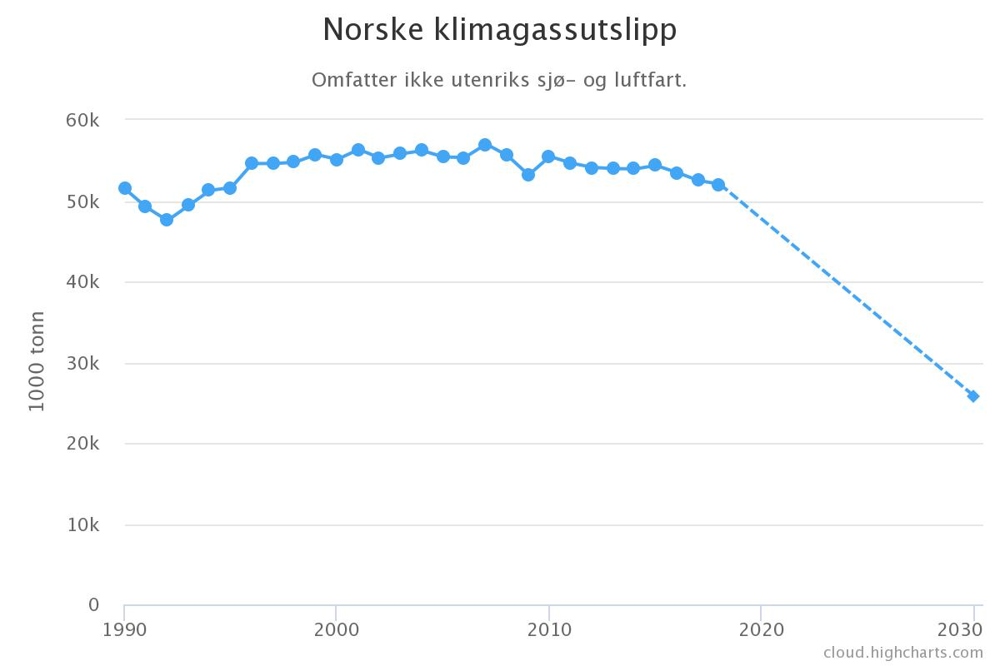 Norske klimagassutslipp
Omfatter ikke utenriks sjø- og luftfart.
60k
50k
40k
30k
20k
10k
0
1000 tonn
1990
2000
2010
2020
2030
cloud.highcharts.com